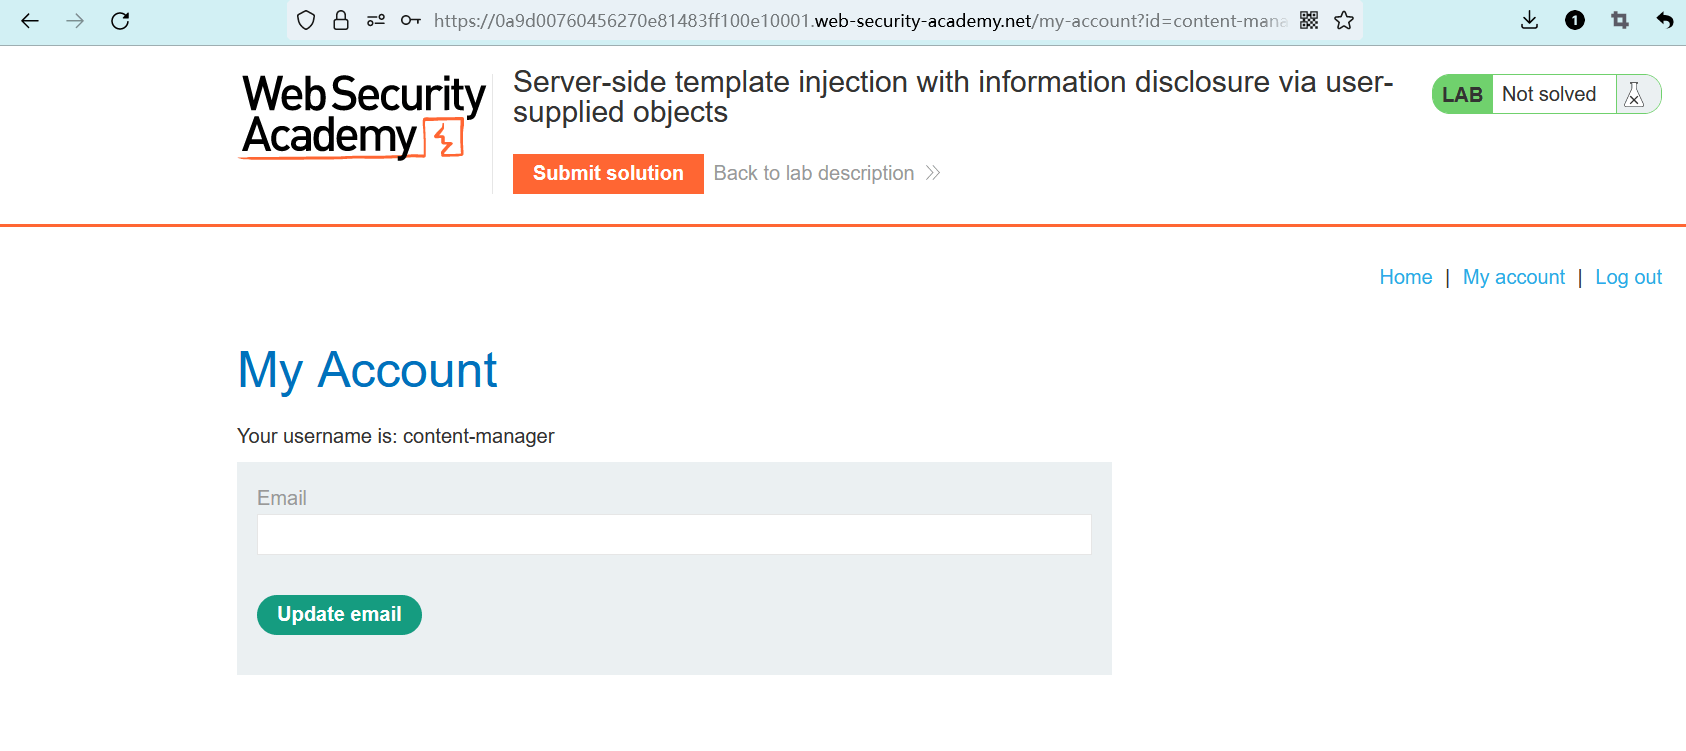 https://0a9d00760456270e81483ff100e10001.web-security-academy.net/my-account?id=content-mana
1
Web Security
Academy
Server-side template injection with information disclosure via user-
supplied objects
LAB Not solved
Submit solution Back to lab description
Home | My account | Log out
My Account
Your username is: content-manager
Email
Update email